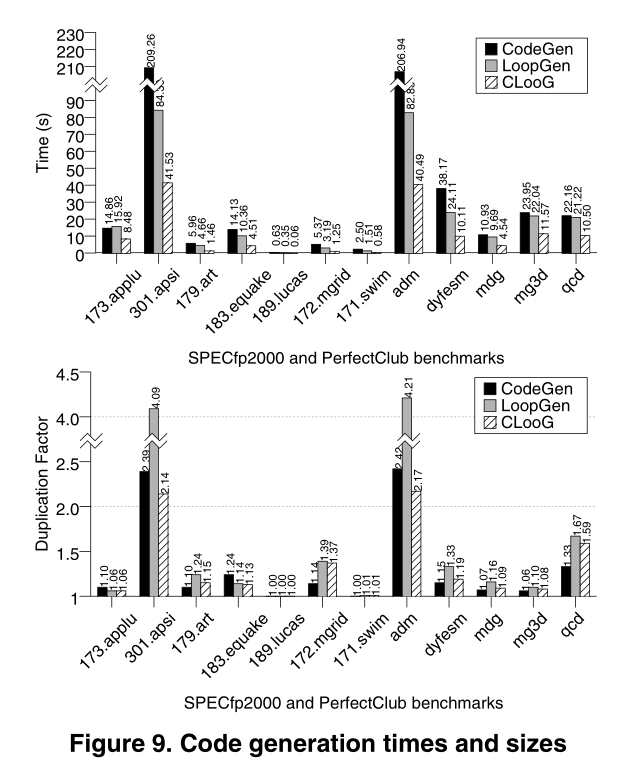 230
220
210
90
80
70
60
50
40
30
20
10
0
Time (s)
CodeGen
LoopGen
CLooG
14.86 15.92 8.48
209.26 41.53
5.96 4.66 1.46
14.13 10.36 4.51
0.63 0.35 0.06
5.37 3.19 1.25
2.50 1.51 0.58
206.94 40.49
38.17 24.11 10.11
10.93 9.69 4.54
23.95 22.04 11.57
22.16 21.22 10.50
173.applu 301.apsi 179.art 183.equake 189.lucas 172.mgrid 171.swim adm dyfesm mdg mg3d qcd
SPECfp2000 and PerfectClub benchmarks
4.5
4.0
2.5
2.0
1.5
1
Duplication Factor
CodeGen
LoopGen
CLooG
1.10 1.06 1.06
2.39 4.09 2.14
1.10 1.24 1.15
1.24 1.14 1.13
1.00 1.00 1.00
1.14 1.39 1.37
1.00 1.01 1.01
2.42 4.21 2.17
1.15 1.33 1.19
1.07 1.16 1.09
1.06 1.10 1.08
1.33 1.67 1.59
173.applu 301.apsi 179.art 183.equake 189.lucas 172.mgrid 171.swim adm dyfesm mdg mg3d qcd
SPECfp2000 and PerfectClub benchmarks
Figure 9. Code generation times and sizes